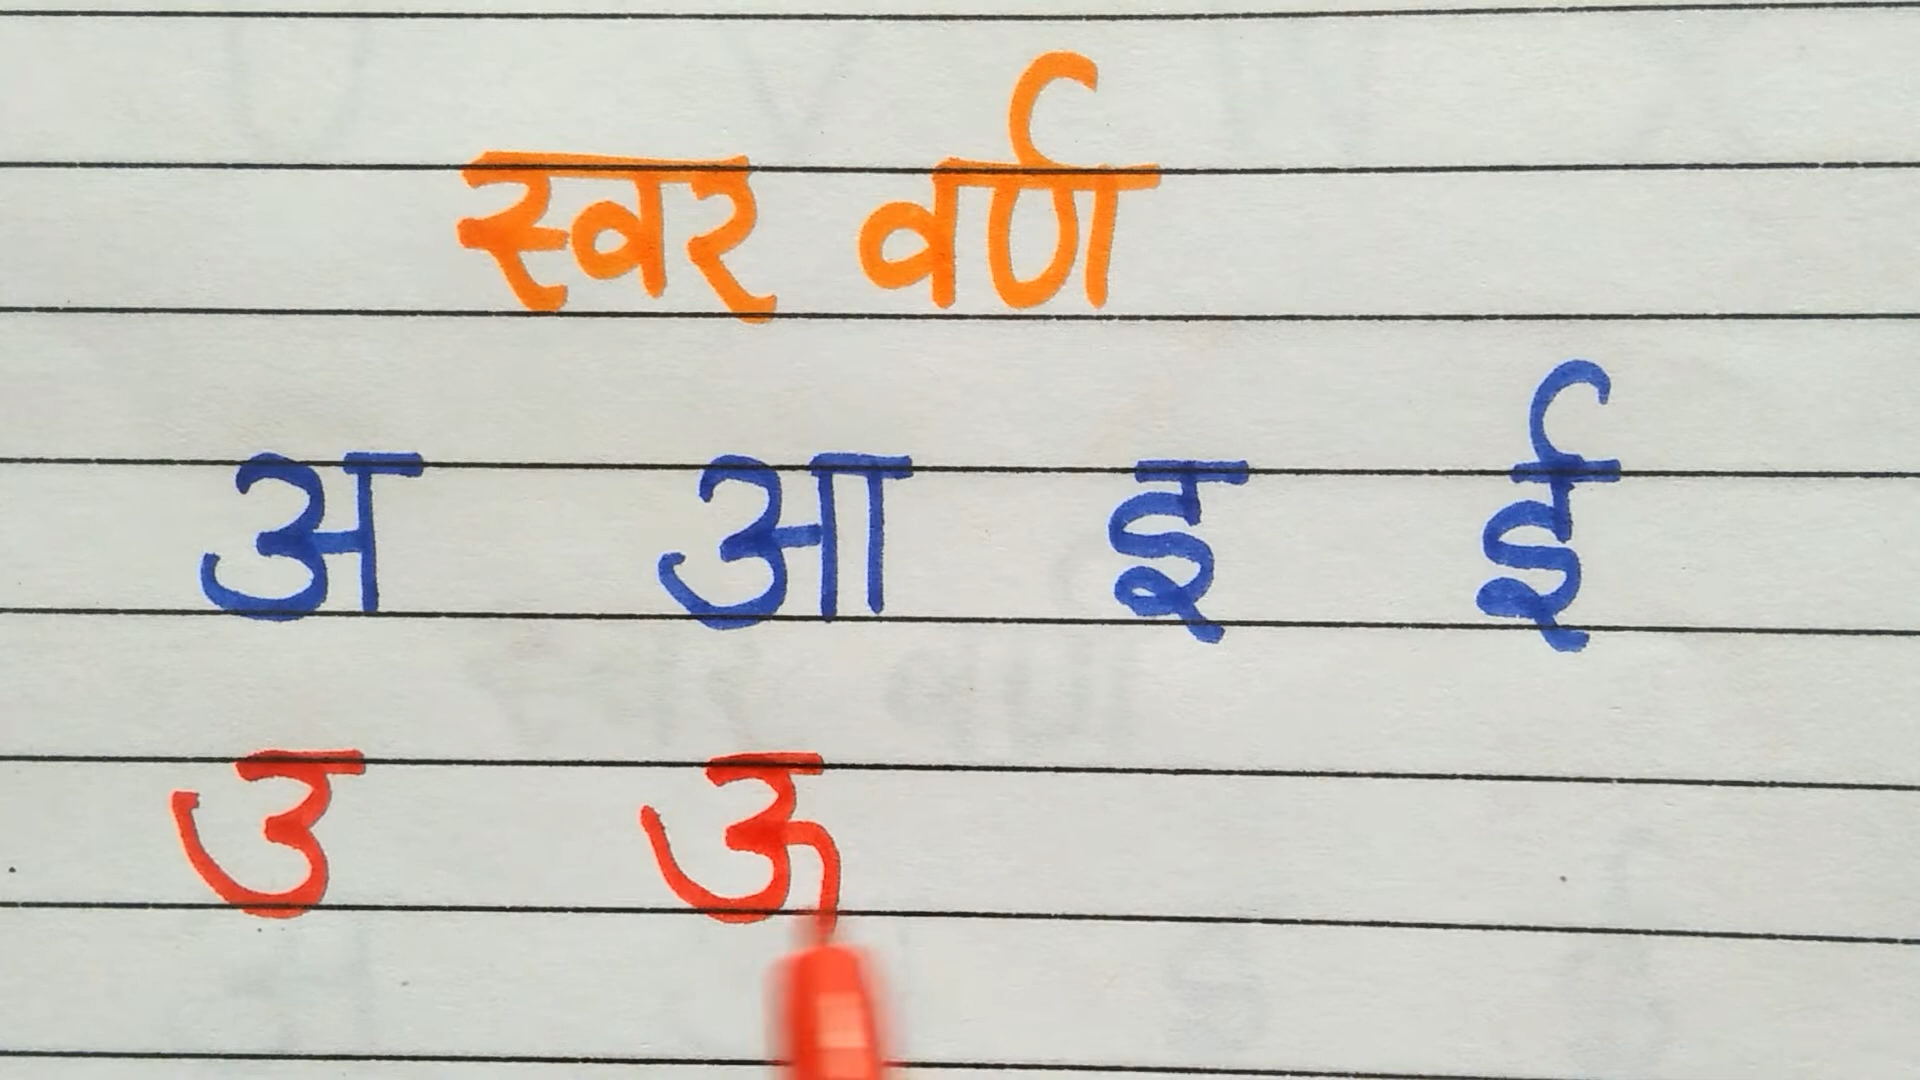 स्वर वर्ण
अ आ इ ई
उ ऊ